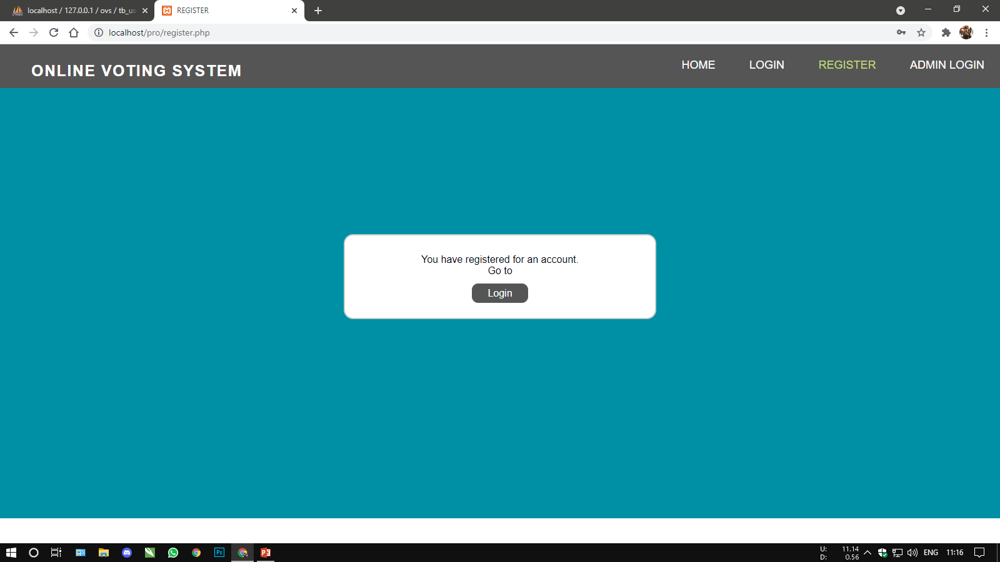 localhost / 127.0.0.1 / ovs / tb_us
REGISTER
localhost/pro/register.php
ONLINE VOTING SYSTEM
HOME
LOGIN
REGISTER
ADMIN LOGIN
You have registered for an account.
Go to
Login
Ps
P
U: 11.14
D: 0.56
ENG
11:16